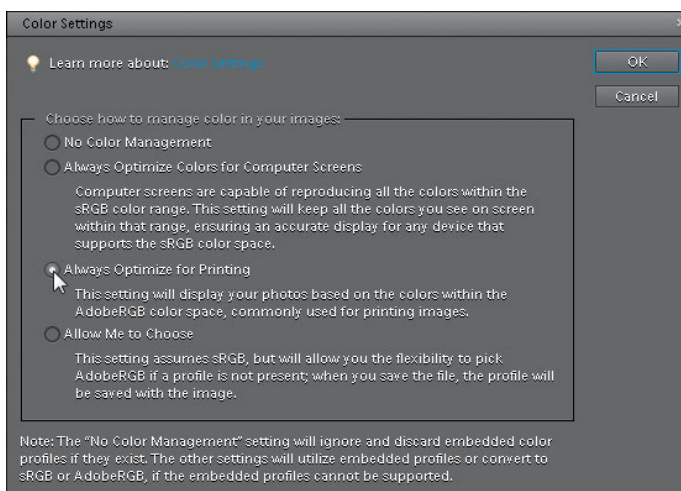 Color Settings
Learn more about: Color Settings
OK
Cancel
Choose how to manage color in your images:
No Color Management
Always Optimize Colors for Computer Screens
Computer screens are capable of reproducing all the colors within the
sRGB color range. This setting will keep all the colors you see on screen
within that range, ensuring an accurate display for any device that
supports the sRGB color space.
Always Optimize for Printing
This setting will display your photos based on the colors within the
AdobeRGB color space, commonly used for printing images.
Allow Me to Choose
This setting assumes sRGB, but will allow you the flexibility to pick
AdobeRGB if a profile is not present; when you save the file, the profile will
be saved with the image.
Note: The “No Color Management” setting will ignore and discard embedded color
profiles if they exist. The other settings will utilize embedded profiles or convert to
sRGB or AdobeRGB, if the embedded profiles cannot be supported.